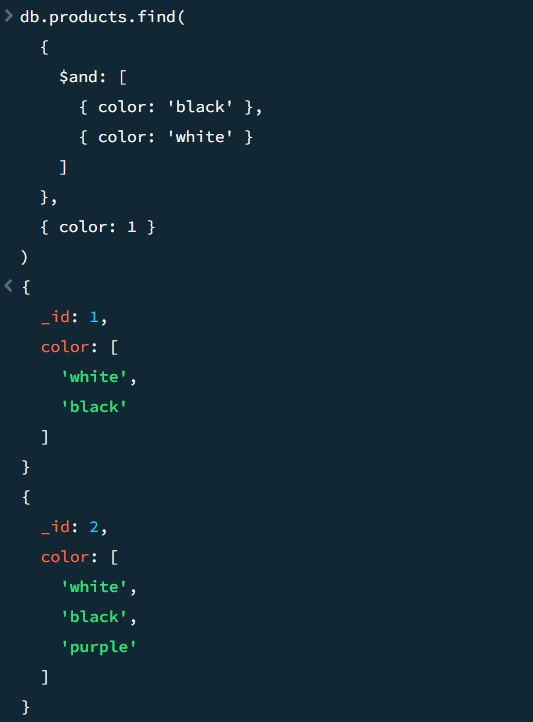 > db.products.find(
{
$and: [
{ color: 'black' },
{ color: 'white' }
]
},
{ color: 1 }
)
< {
_id: 1,
color: [
'white',
'black'
]
}
{
_id: 2,
color: [
'white',
'black',
'purple'
]
}